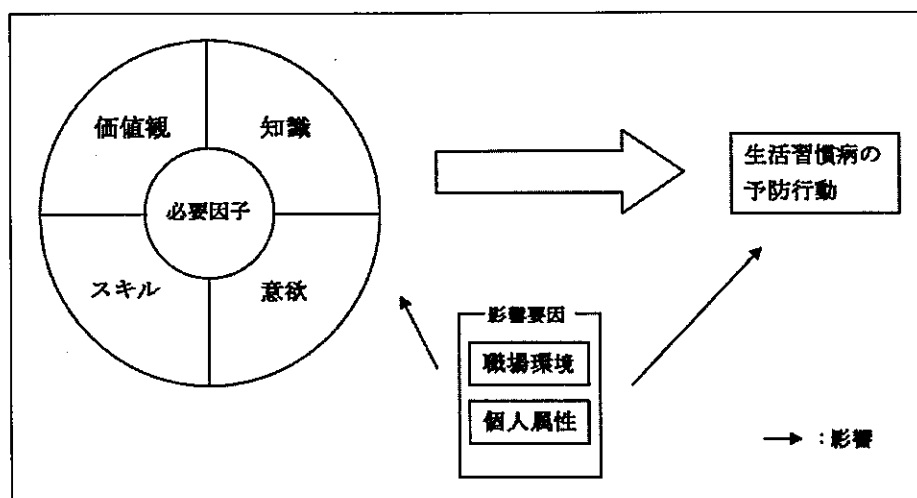 価値観
知識
必要因子
スキル
意欲
生活習慣病の
予防行動
影響要因
職場環境
個人属性
：影響